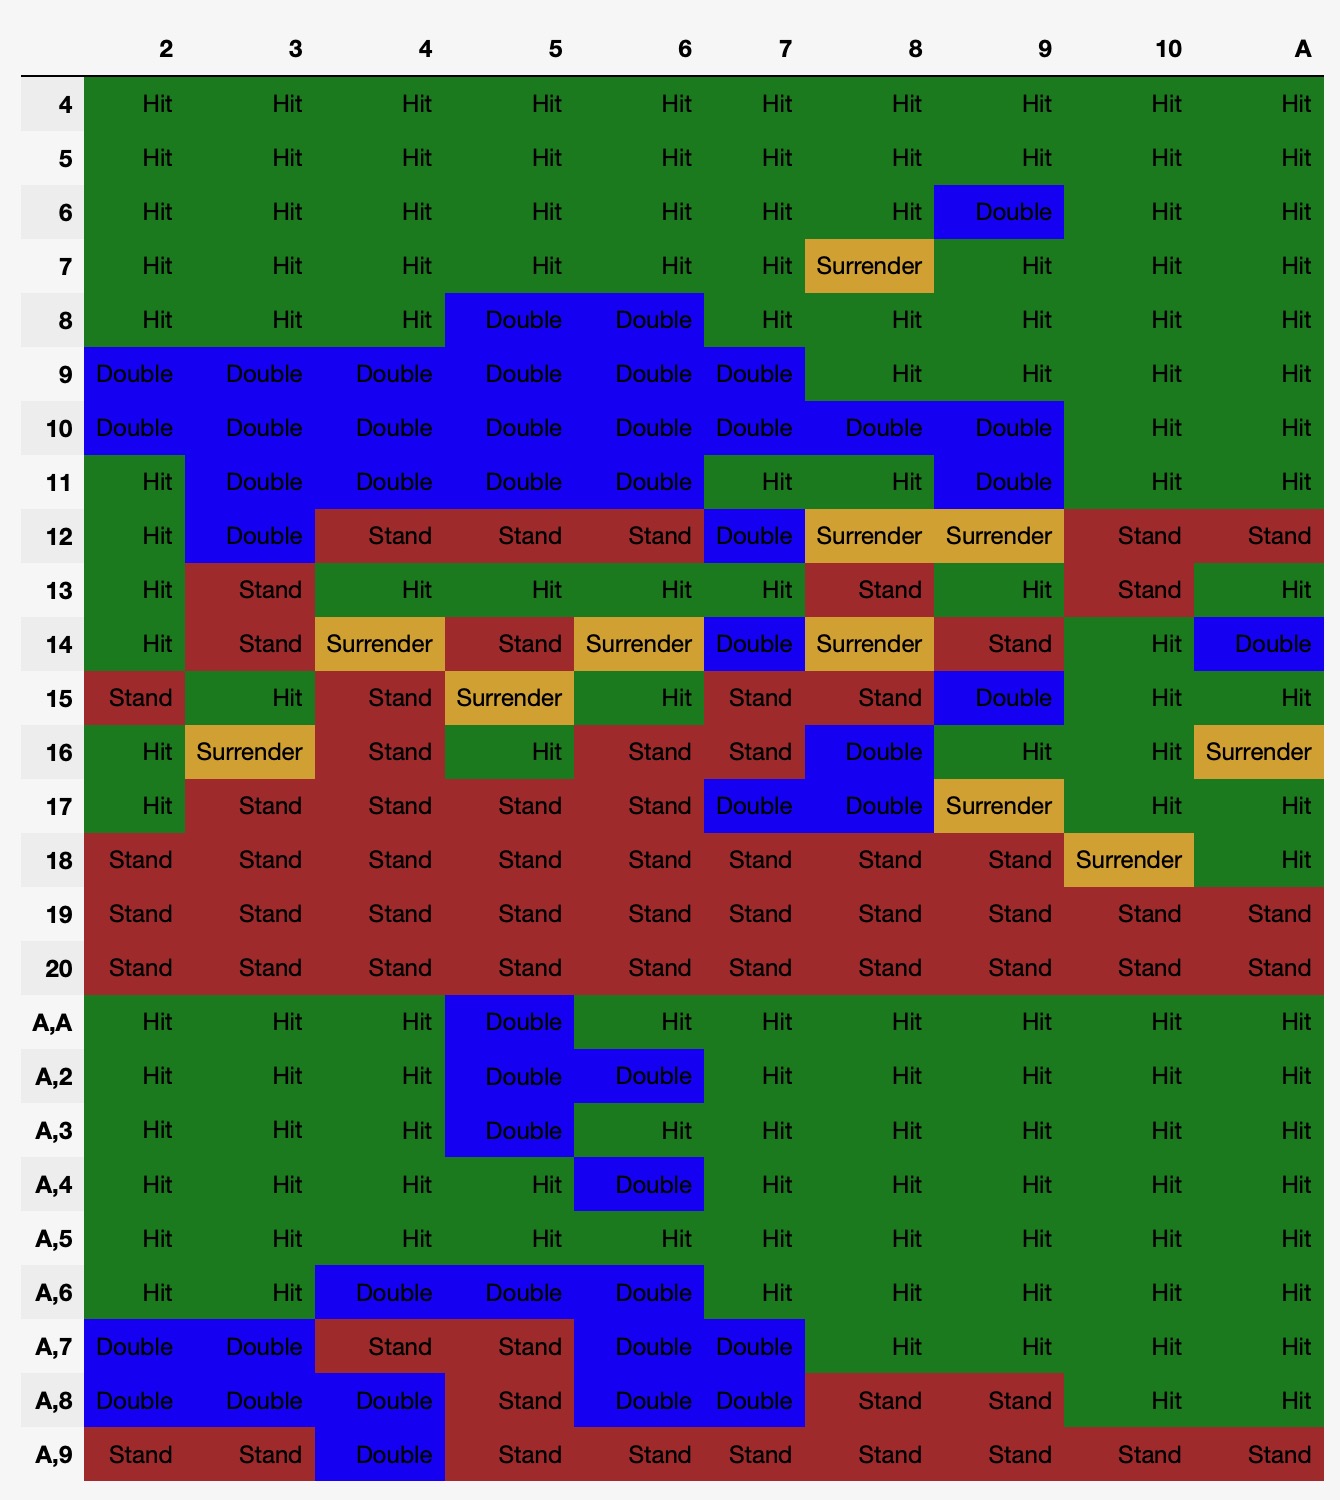 2 3 4 5 6 7 8 9 10 A
4 Hit Hit Hit Hit Hit Hit Hit Hit Hit Hit
5 Hit Hit Hit Hit Hit Hit Hit Hit Hit Hit
6 Hit Hit Hit Hit Hit Hit Hit Double Hit Hit
7 Hit Hit Hit Hit Hit Hit Surrender Hit Hit Hit
8 Hit Hit Hit Double Double Hit Hit Hit Hit Hit
9 Double Double Double Double Double Double Hit Hit Hit Hit
10 Double Double Double Double Double Double Double Double Hit Hit
11 Hit Double Double Double Double Hit Hit Double Hit Hit
12 Hit Double Stand Stand Stand Double Surrender Surrender Stand Stand
13 Hit Stand Hit Hit Hit Hit Stand Hit Stand Hit
14 Hit Stand Surrender Stand Surrender Double Surrender Stand Hit Double
15 Stand Hit Stand Surrender Hit Stand Stand Double Hit Hit
16 Hit Surrender Stand Hit Stand Stand Double Hit Hit Surrender
17 Hit Stand Stand Stand Stand Double Double Surrender Hit Hit
18 Stand Stand Stand Stand Stand Stand Stand Stand Surrender Hit
19 Stand Stand Stand Stand Stand Stand Stand Stand Stand Stand
20 Stand Stand Stand Stand Stand Stand Stand Stand Stand Stand
A,A Hit Hit Hit Double Hit Hit Hit Hit Hit Hit
A,2 Hit Hit Hit Double Double Hit Hit Hit Hit Hit
A,3 Hit Hit Hit Double Hit Hit Hit Hit Hit Hit
A,4 Hit Hit Hit Hit Double Hit Hit Hit Hit Hit
A,5 Hit Hit Hit Hit Hit Hit Hit Hit Hit Hit
A,6 Hit Hit Double Double Double Hit Hit Hit Hit Hit
A,7 Double Double Stand Stand Double Double Hit Hit Hit Hit
A,8 Double Double Double Stand Double Double Stand Stand Hit Hit
A,9 Stand Stand Double Stand Stand Stand Stand Stand Stand Stand